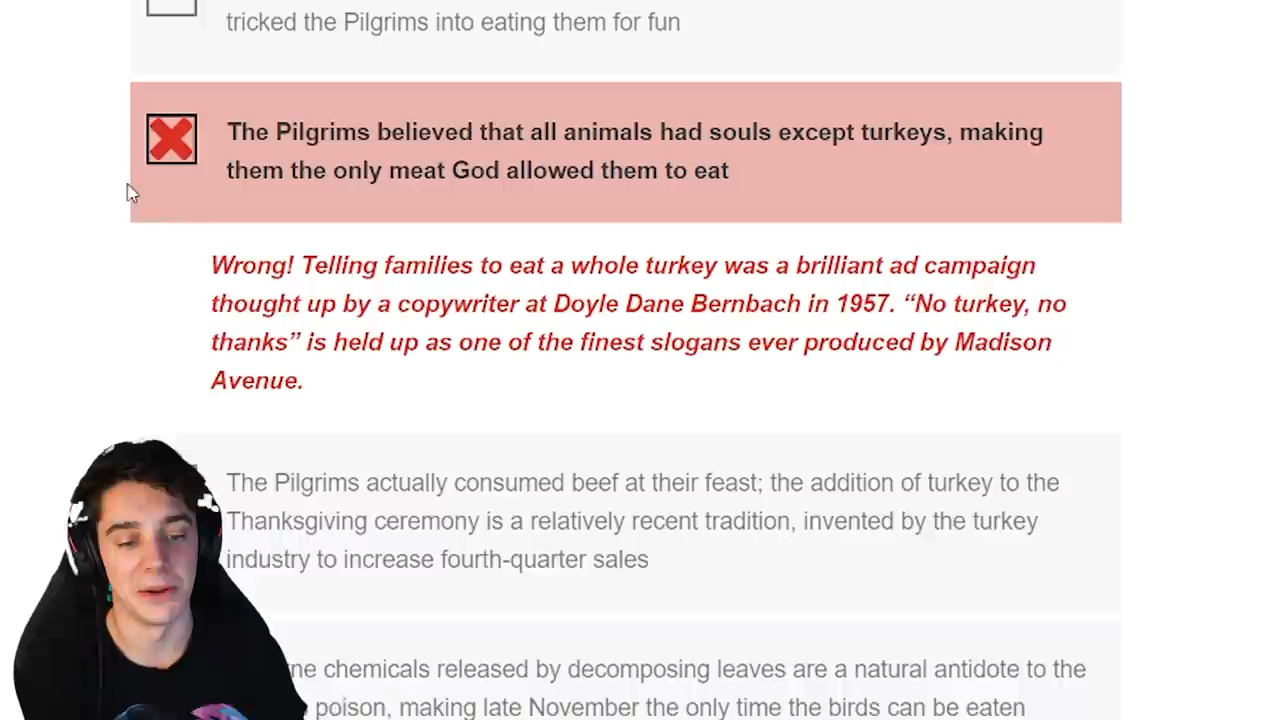 tricked the Pilgrims into eating them for fun
The Pilgrims believed that all animals had souls except turkeys, making
them the only meat God allowed them to eat
Wrong! Telling families to eat a whole turkey was a brilliant ad campaign
thought up by a copywriter at Doyle Dane Bernbach in 1957. “No turkey, no
thanks” is held up as one of the finest slogans ever produced by Madison
Avenue.
The Pilgrims actually consumed beef at their feast; the addition of turkey to the
Thanksgiving ceremony is a relatively recent tradition, invented by the turkey
industry to increase fourth-quarter sales
chemicals released by decomposing leaves are a natural antidote to the
poison, making late November the only time the birds can be eaten